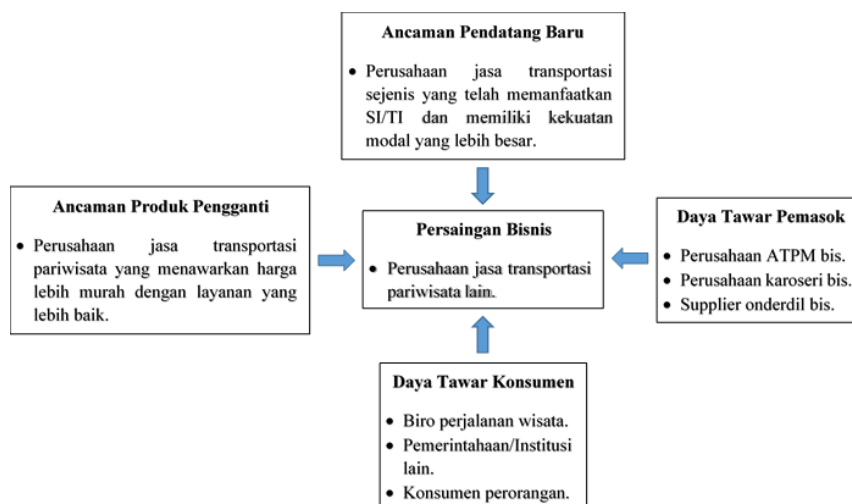 Ancaman Pendatang Baru
• Perusahaan jasa transportasi
sejenis yang telah memanfaatkan
SI/TI dan memiliki kekuatan
modal yang lebih besar.
Ancaman Produk Pengganti
• Perusahaan jasa transportasi
pariwisata yang menawarkan harga
lebih murah dengan layanan yang
lebih baik.
Persaingan Bisnis
• Perusahaan jasa transportasi
pariwisata lain.
Daya Tawar Pemasok
• Perusahaan ATPM bis.
• Perusahaan karoseri bis.
• Supplier onderdil bis.
Daya Tawar Konsumen
• Biro perjalanan wisata.
• Pemerintahaan/Institusi
lain.
• Konsumen perorangan.